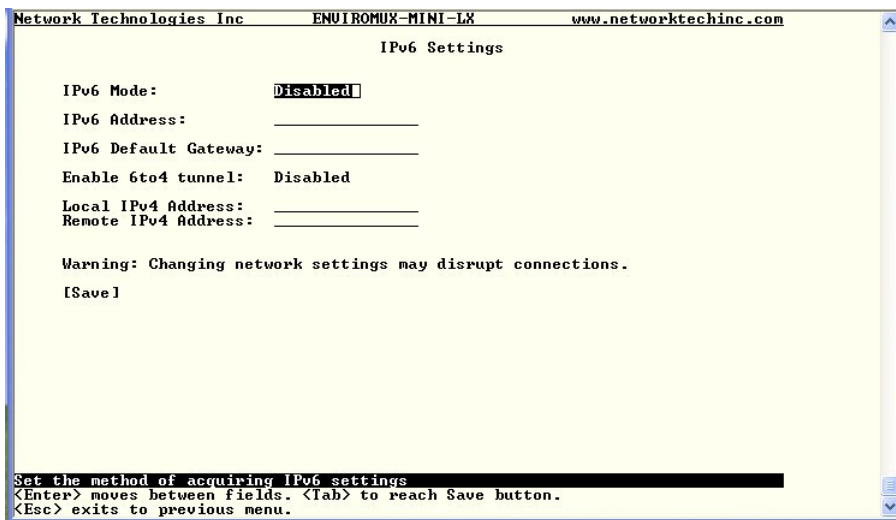 Network Technologies Inc ENVIROMUX-MINI-LX www.networktechinc.com
IPv6 Settings
IPv6 Mode: Disabled
IPv6 Address:
IPv6 Default Gateway:
Enable 6to4 tunnel: Disabled
Local IPv4 Address:
Remote IPv4 Address:
Warning: Changing network settings may disrupt connections.
[Save]
Set the method of acquiring IPv6 settings
<Enter> moves between fields. <Tab> to reach Save button.
<Esc> exits to previous menu.